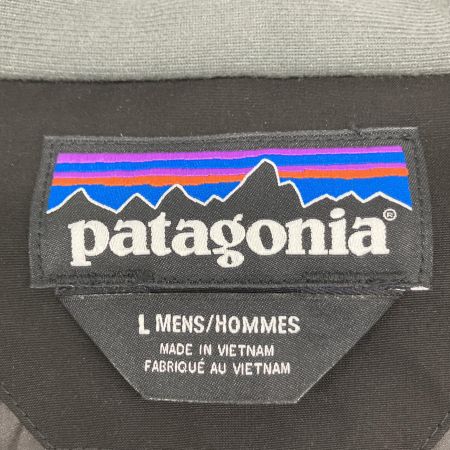 patagonia®
L MENS/HOMMES
MADE IN VIETNAM
FABRIQUÉ AU VIETNAM